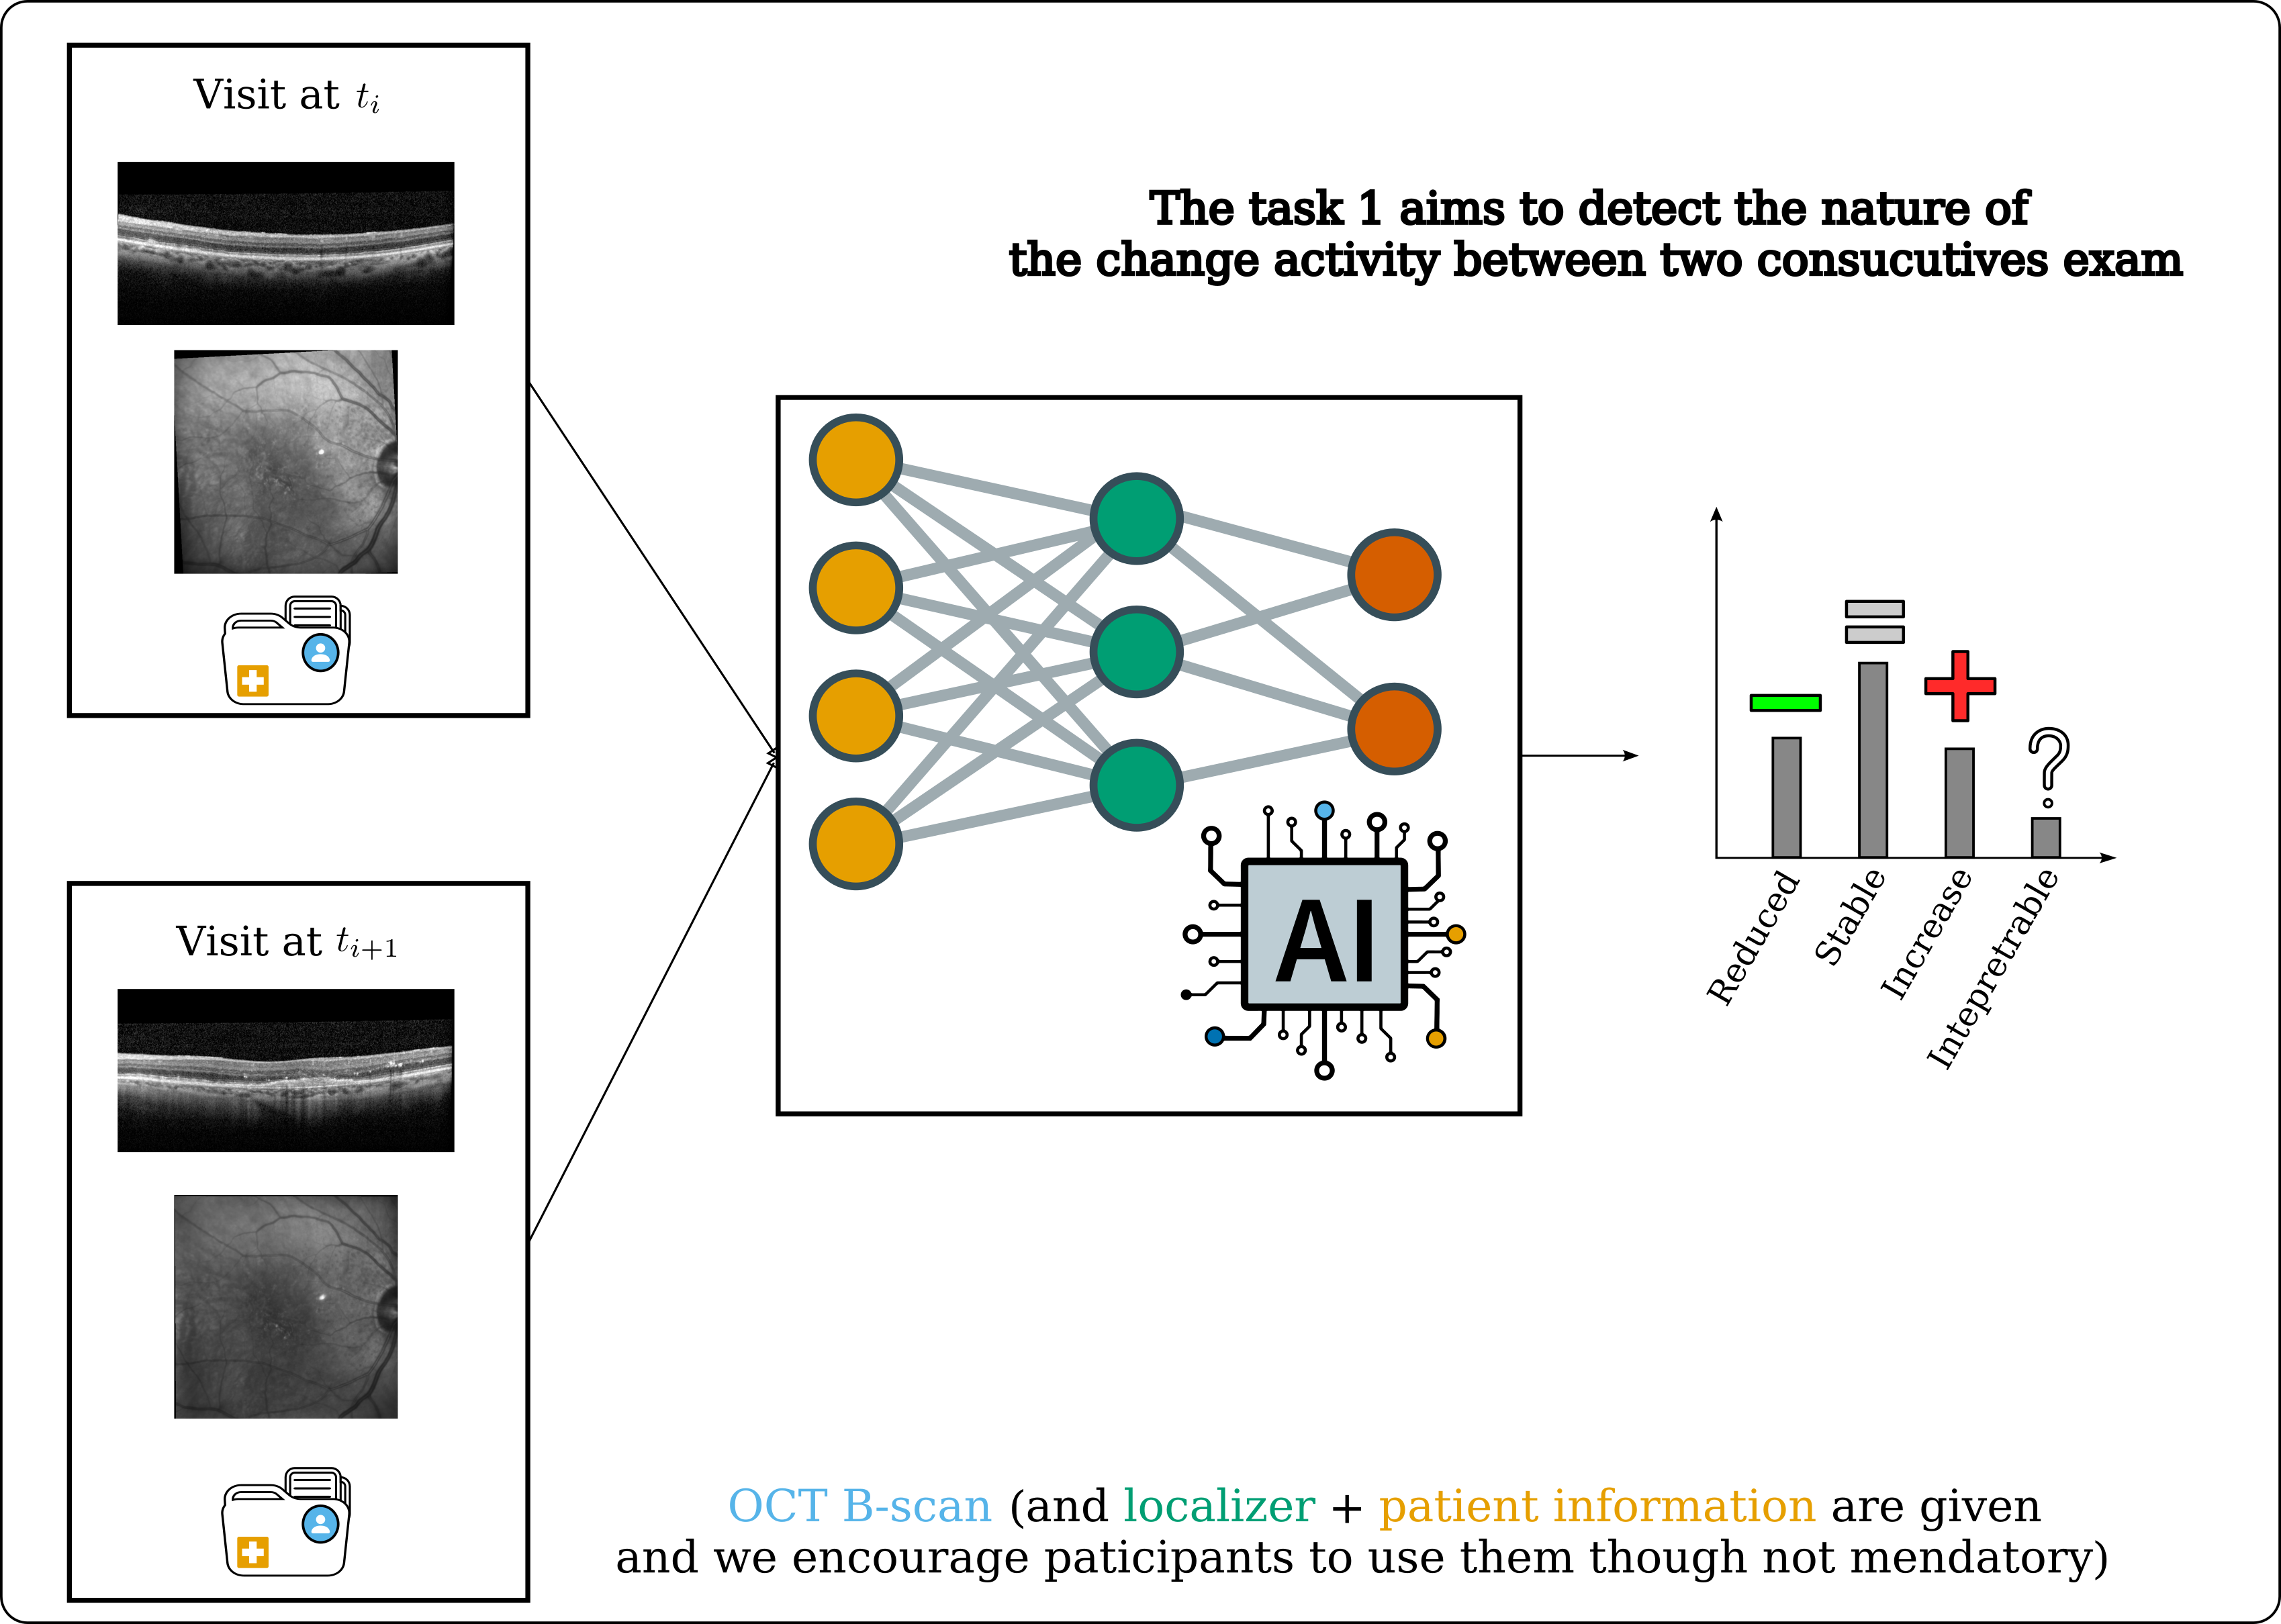 Visit at t_i
The task 1 aims to detect the nature of
the change activity between two consucutives exam
AI
Reduced
Stable
Increase
Intepretrable
Visit at t_{i+1}
OCT B-scan (and localizer + patient information are given
and we encourage paticipants to use them though not mendatory)